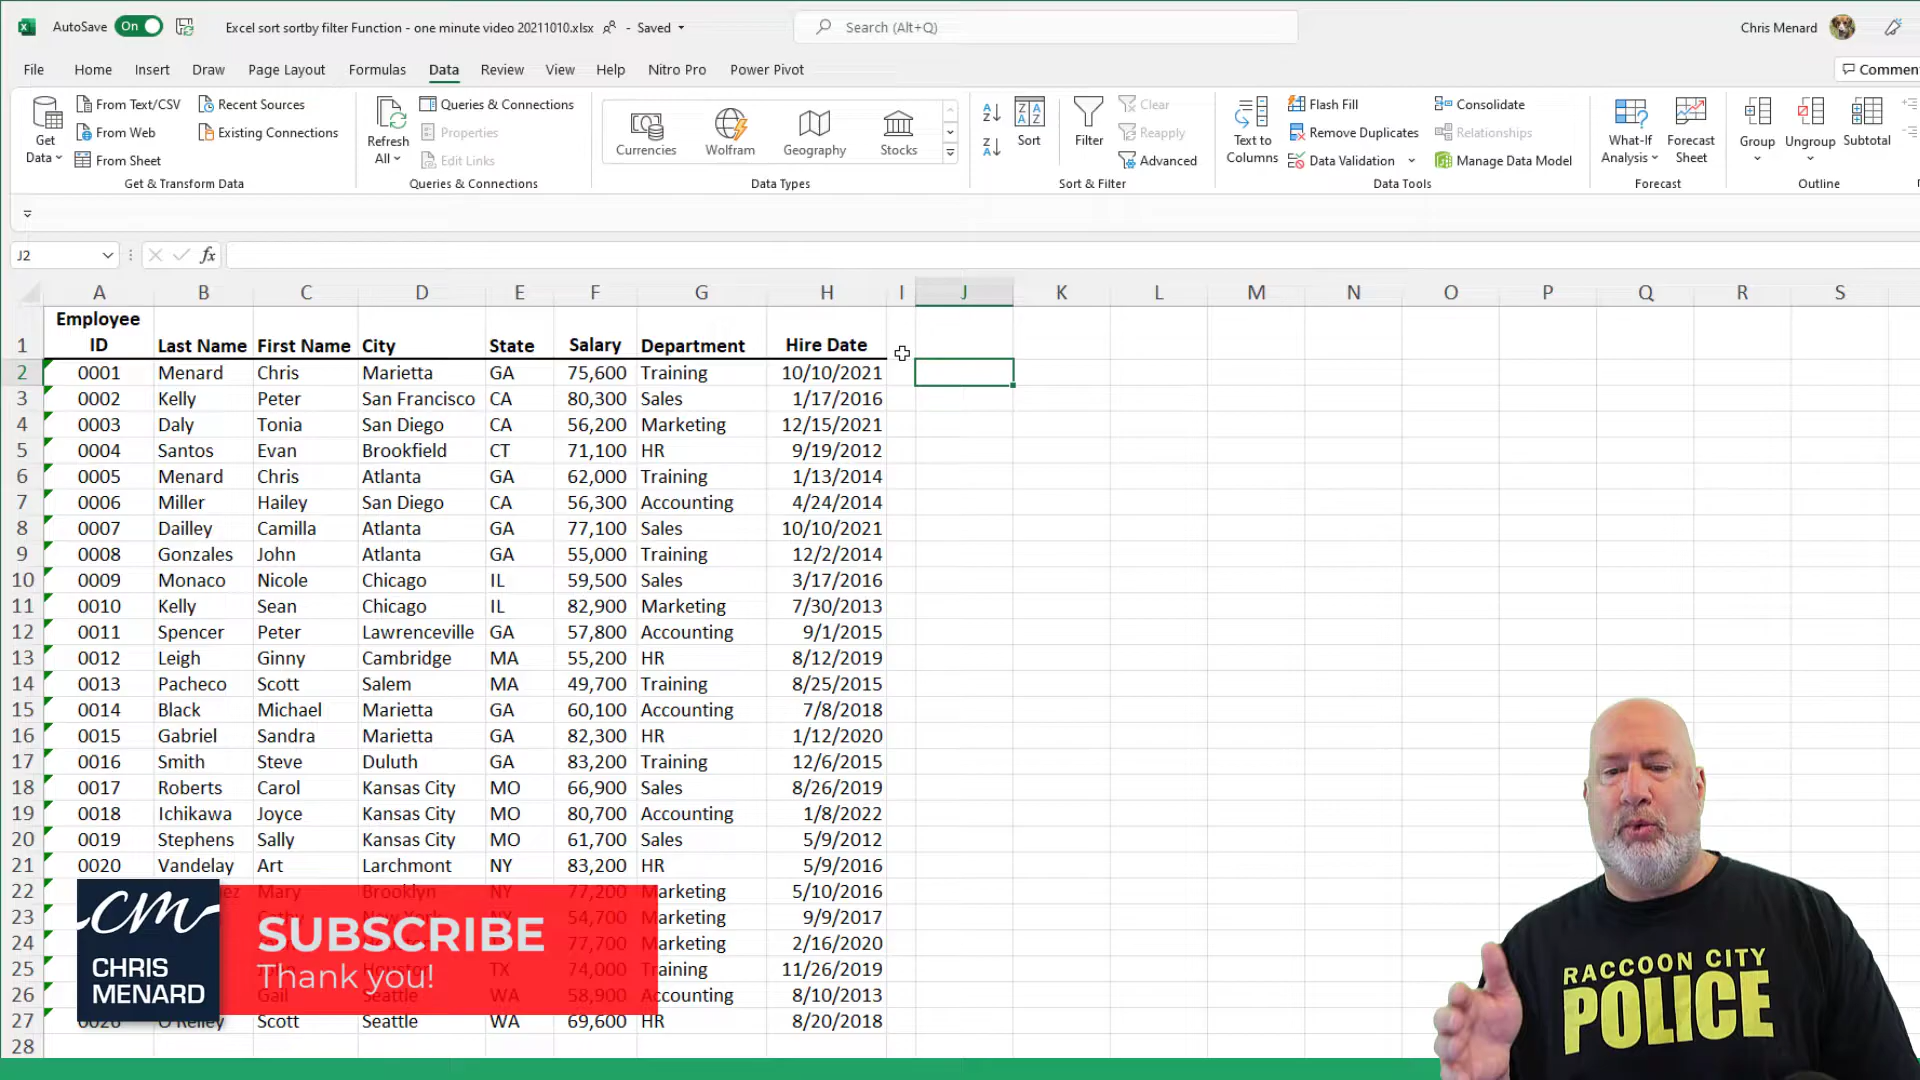 AutoSave On Excel sort sortby filter Function - one minute video 20211010.xlsx - Saved Search (Alt+Q) Chris Menard
File Home Insert Draw Page Layout Formulas Data Review View Help Nitro Pro Power Pivot
Get Data
From Text/CSV
From Web
From Sheet
Recent Sources
Existing Connections
Get & Transform Data
Refresh All
Queries & Connections
Properties
Edit Links
Queries & Connections
Currencies Wolfram Geography Stocks
Data Types
Sort
Filter
Clear
Reapply
Advanced
Sort & Filter
Text to Columns
Flash Fill
Remove Duplicates
Data Validation
Consolidate
Relationships
Manage Data Model
Data Tools
What-If Analysis
Forecast Sheet
Forecast
Group Ungroup Subtotal
Outline
J2 fx
A B C D E F G H I J K L M N O P Q R S
1 Employee ID Last Name First Name City State Salary Department Hire Date
2 0001 Menard Chris Marietta GA 75,600 Training 10/10/2021
3 0002 Kelly Peter San Francisco CA 80,300 Sales 1/17/2016
4 0003 Daly Tonia San Diego CA 56,200 Marketing 12/15/2021
5 0004 Santos Evan Brookfield CT 71,100 HR 9/19/2012
6 0005 Menard Chris Atlanta GA 62,000 Training 1/13/2014
7 0006 Miller Hailey San Diego CA 56,300 Accounting 4/24/2014
8 0007 Dailley Camilla Atlanta GA 77,100 Sales 10/10/2021
9 0008 Gonzales John Atlanta GA 55,000 Training 12/2/2014
10 0009 Monaco Nicole Chicago IL 59,500 Sales 3/17/2016
11 0010 Kelly Sean Chicago IL 82,900 Marketing 7/30/2013
12 0011 Spencer Peter Lawrenceville GA 57,800 Accounting 9/1/2015
13 0012 Leigh Ginny Cambridge MA 55,200 HR 8/12/2019
14 0013 Pacheco Scott Salem MA 49,700 Training 8/25/2015
15 0014 Black Michael Marietta GA 60,100 Accounting 7/8/2018
16 0015 Gabriel Sandra Marietta GA 82,300 HR 1/12/2020
17 0016 Smith Steve Duluth GA 83,200 Training 12/6/2015
18 0017 Roberts Carol Kansas City MO 66,900 Sales 8/26/2019
19 0018 Ichikawa Joyce Kansas City MO 80,700 Accounting 1/8/2022
20 0019 Stephens Sally Kansas City MO 61,700 Sales 5/9/2012
21 0020 Vandelay Art Larchmont NY 83,200 HR 5/9/2016
22 Mary Brooklyn NY 77,200 Marketing 5/10/2016
23 Cathy New York NY 54,700 Marketing 9/9/2017
24 77,700 Marketing 2/16/2020
25 Houston TX 74,000 Training 11/26/2019
26 Gail Seattle WA 58,900 Accounting 8/10/2013
27 0026 O'Reiley Scott Seattle WA 69,600 HR 8/20/2018
28
CM
CHRIS MENARD
SUBSCRIBE
Thank you!
RACCOON CITY
POLICE